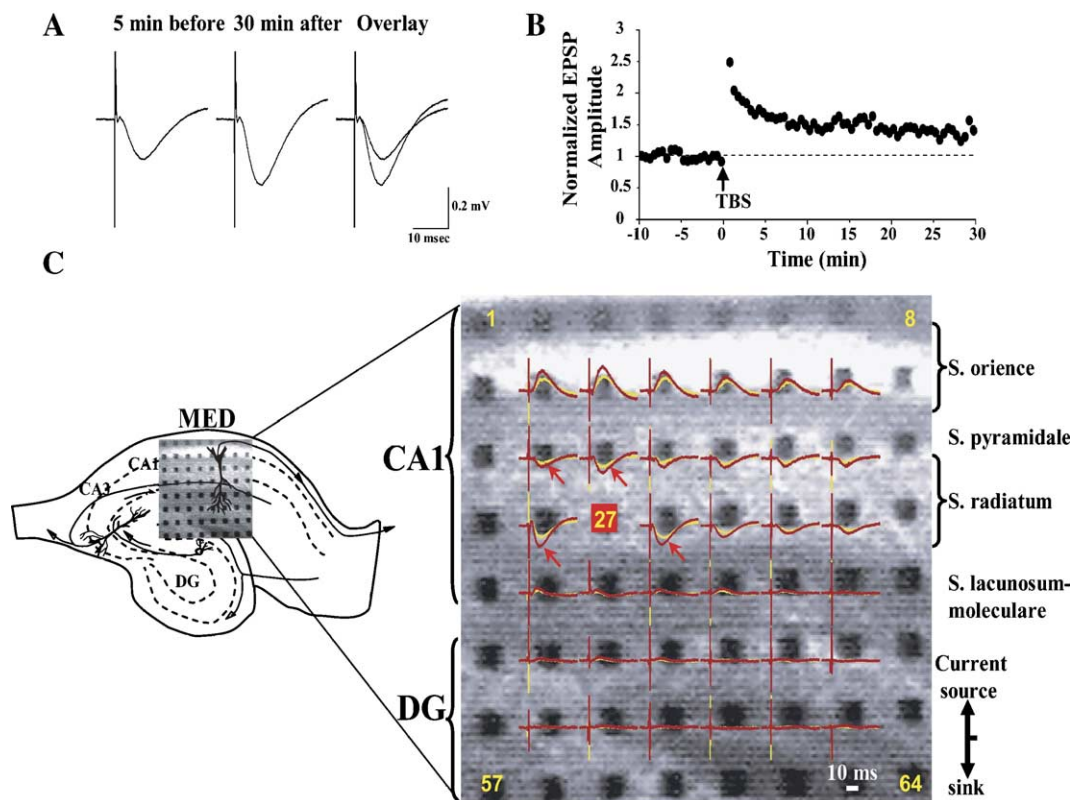 A
5 min before 30 min after Overlay
0.2 mV
10 msec
B
Normalized EPSP
Amplitude
3
2.5
2
1.5
1
0.5
0
TBS
-10 -5 0 5 10 15 20 25 30
Time (min)
C
MED
CA1
CA3
DG
CA1
DG
1
8
27
57
64
10 ms
S. orience
S. pyramidale
S. radiatum
S. lacunosum-
moleculare
Current
source
sink